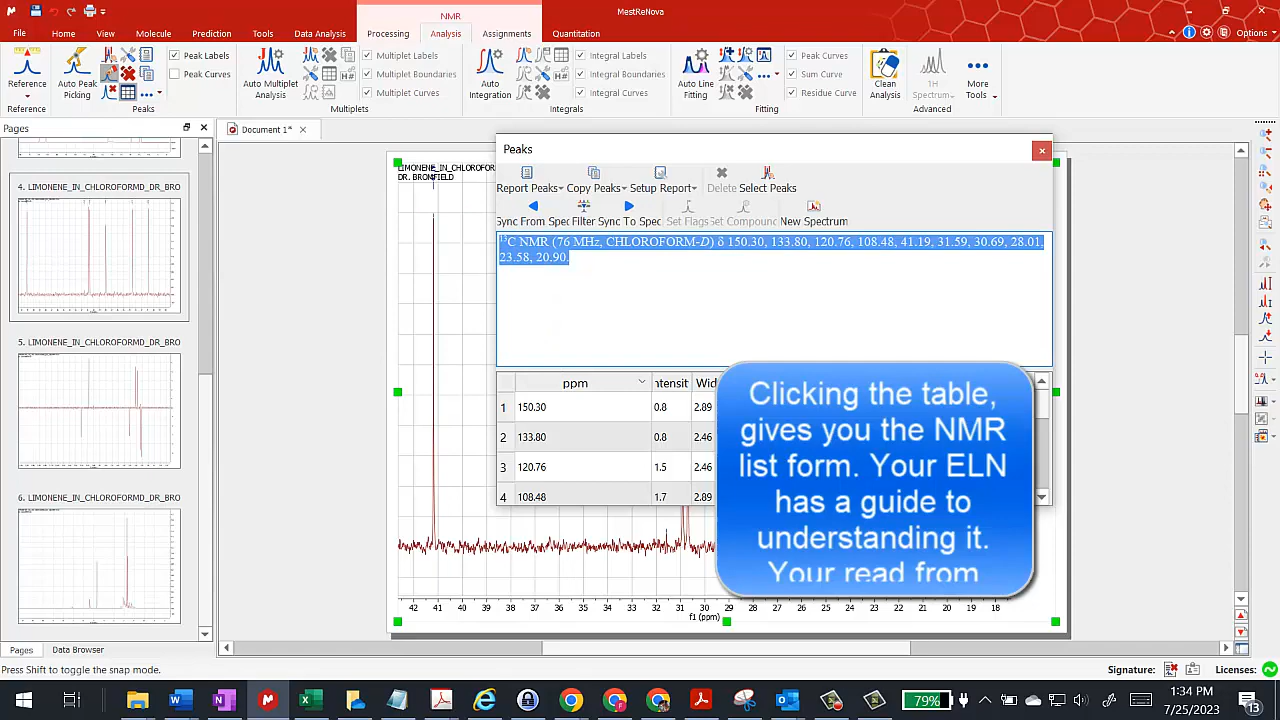 NMR
MestReNova
File Home View Molecule Prediction Tools Data Analysis Processing Analysis Assignments Quantitation Options
Peak Labels Multiplet Labels Integral Labels Peak Curves
Peak Curves Multiplet Boundaries Integral Boundaries Sum Curve
Multiplet Curves Integral Curves Residue Curve
Reference Auto Peak Picking Auto Multiplet Analysis Auto Integration Auto Line Fitting Clean Analysis 1H Spectrum More Tools
Reference Peaks Multiplets Integrals Fitting Advanced
Pages
Document 1*
4. LIMONENE_IN_CHLOROFORMD_DR_BRO
5. LIMONENE_IN_CHLOROFORMD_DR_BRO
6. LIMONENE_IN_CHLOROFORMD_DR_BRO
LIMONENE_IN_CHLOROFOR
DR. BROMFIELD
Peaks
Report Peaks Copy Peaks Setup Report Delete Select Peaks
Sync From Spec Filter Sync To Spec Set Flags Set Compound New Spectrum
13C NMR (76 MHz, CHLOROFORM-D) δ 150.30, 133.80, 120.76, 108.48, 41.19, 31.59, 30.69, 28.01,
23.58, 20.90.
ppm Intensit Wid
1 150.30 0.8 2.89
2 133.80 0.8 2.46
3 120.76 1.5 2.46
4 108.48 1.7 2.89
Clicking the table,
gives you the NMR
list form. Your ELN
has a guide to
understanding it.
Your read from
42 41 40 39 38 37 36 35 34 33 32 31 30 29 28 27 26 25 24 23 22 21 20 19 18
f1 (ppm)
Pages Data Browser
Press Shift to toggle the snap mode.
Signature: Licenses:
79%
1:34 PM
7/25/2023
13